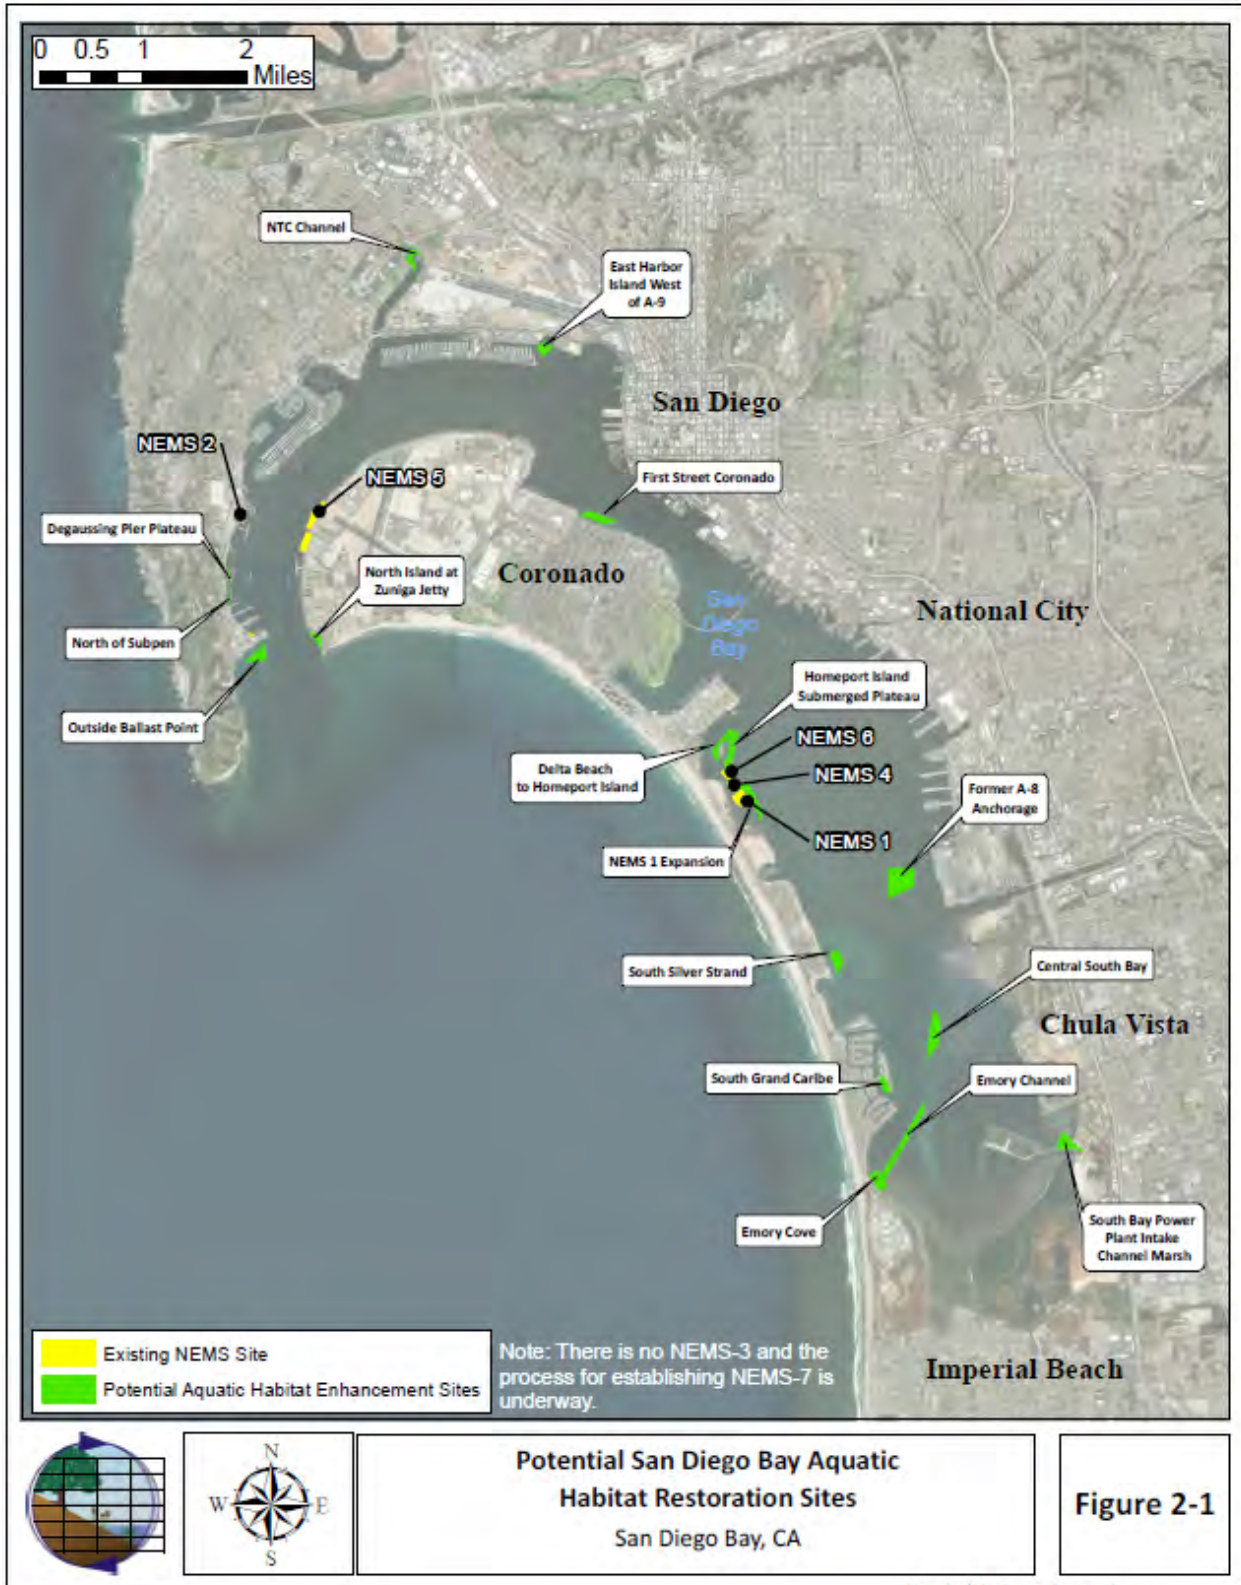 0 0.5 1 2
Miles
NTC Channel
East Harbor
Island West
of A-9
San Diego
NEMS 2
NEMS 5
First Street Coronado
Degaussing Pier Plateau
North Island at
Zuniga Jetty
Coronado
San
Diego
Bay
National City
North of Subpen
Homeport Island
Submerged Plateau
Outside Ballast Point
NEMS 6
Delta Beach
to Homeport Island
NEMS 4
Former A-8
Anchorage
NEMS 1
NEMS 1 Expansion
South Silver Strand
Central South Bay
Chula Vista
South Grand Caribe
Emory Channel
Emory Cove
South Bay Power
Plant Intake
Channel Marsh
Imperial Beach
Existing NEMS Site
Potential Aquatic Habitat Enhancement Sites
Note: There is no NEMS-3 and the
process for establishing NEMS-7 is
underway.
N
W E
S
Potential San Diego Bay Aquatic
Habitat Restoration Sites
San Diego Bay, CA
Figure 2-1